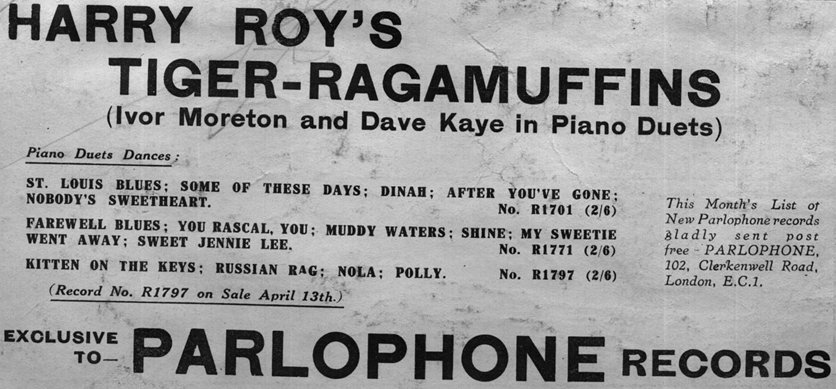 HARRY ROY'S
TIGER-RAGAMUFFINS
(Ivor Moreton and Dave Kaye in Piano Duets)
Piano Duets Dances;
ST. LOUIS BLUES; SOME OF THESE DAYS; DINAH; AFTER YOU'VE GONE;
NOBODY'S SWEETHEART. No. R1701 (2/6)
FAREWELL BLUES; YOU RASCAL, YOU; MUDDY WATERS; SHINE; MY SWEETIE
WENT AWAY; SWEET JENNIE LEE. No. R1771 (2/6)
KITTEN ON THE KEYS; RUSSIAN RAG; NOLA; POLLY. No. R1797 (2/6)
(Record No. R1797 on Sale April 13th.)
This Month's List of
New Parlophone records
gladly sent post
free - PARLOPHONE,
102, Clerkenwell Road,
London, E.C.1.
EXCLUSIVE
TO—
PARLOPHONE RECORDS